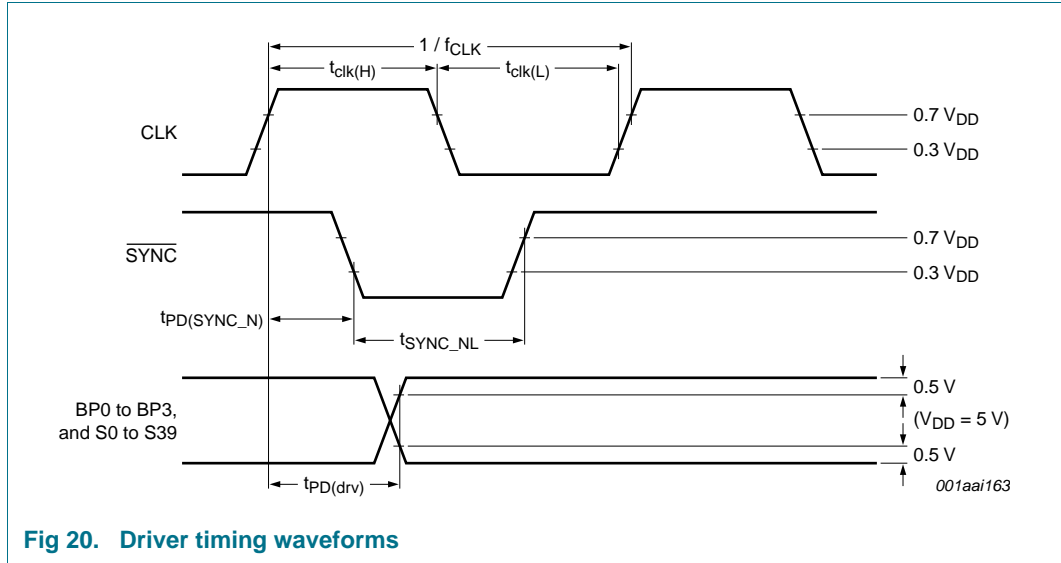 1 / fCLK
tclk(H)
tclk(L)
CLK
0.7 VDD
0.3 VDD
SYNC
0.7 VDD
0.3 VDD
tPD(SYNC_N)
tSYNC_NL
BP0 to BP3,
and S0 to S39
0.5 V
(VDD = 5 V)
0.5 V
tPD(drv)
001aai163
Fig 20. Driver timing waveforms